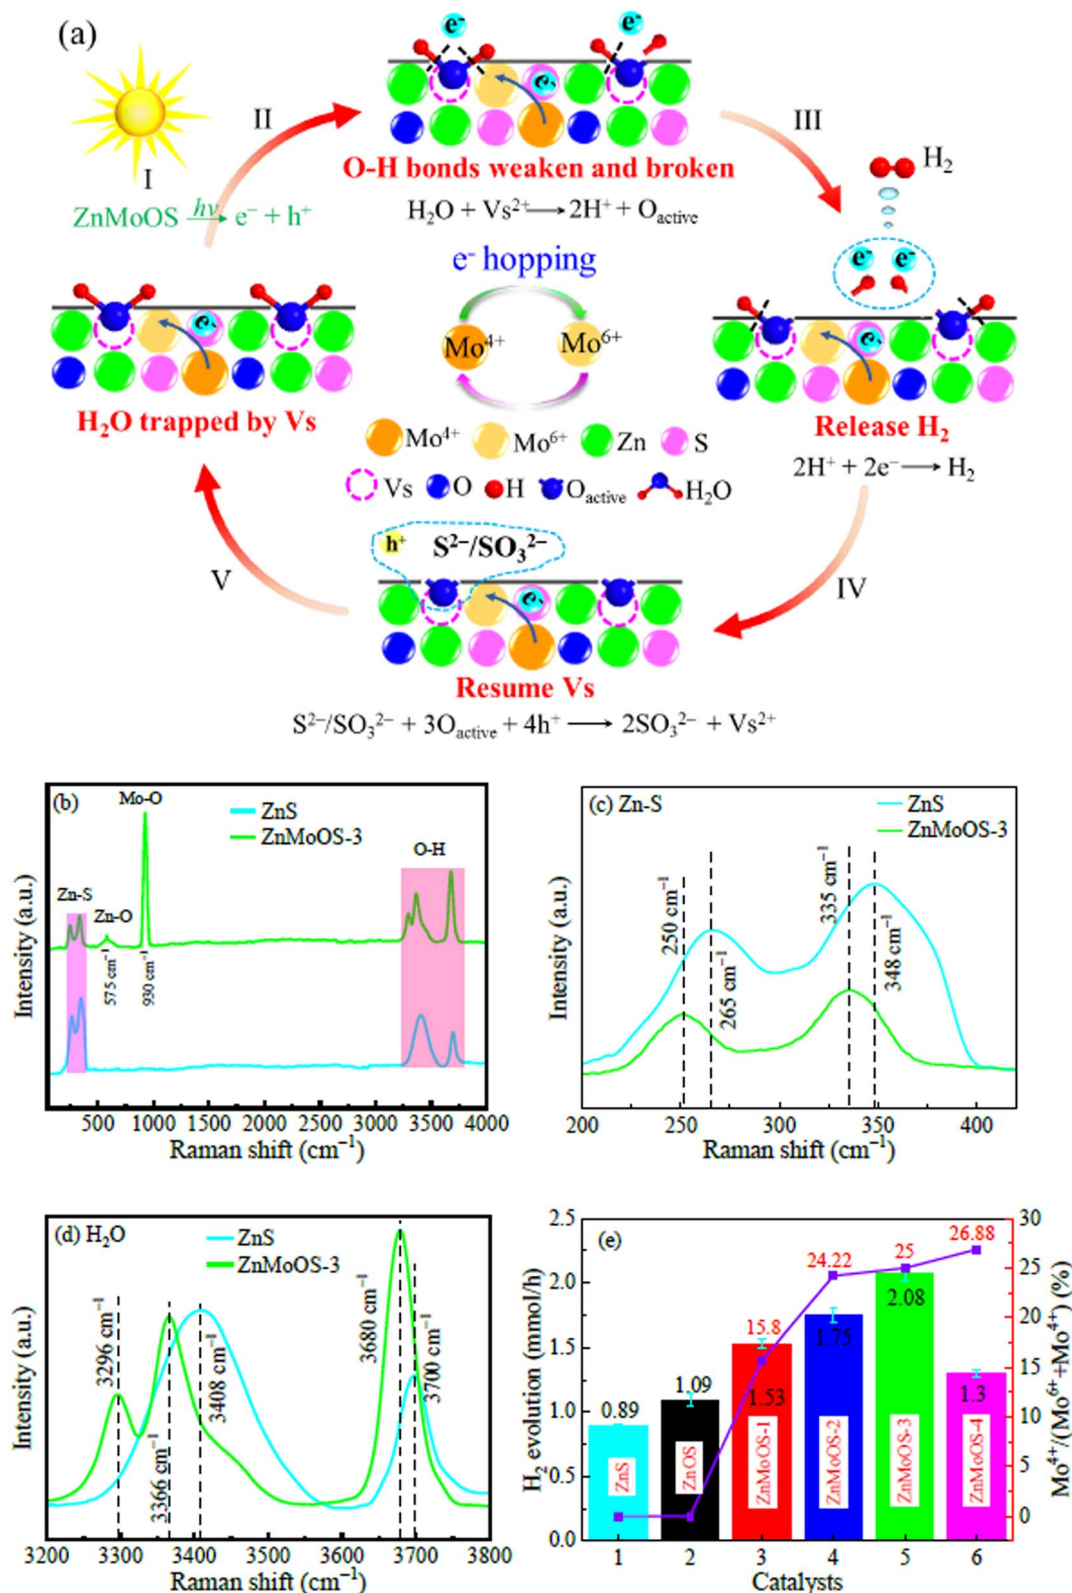 (a)
e⁻
e⁻
e⁻
I
II
III
O-H bonds weaken and broken
H₂
ZnMoOS —hν→ e⁻ + h⁺
H₂O + Vs²⁺ ⟶ 2H⁺ + O_active
e⁻ hopping
e⁻ e⁻
e⁻
Mo⁴⁺ Mo⁶⁺
e⁻
H₂O trapped by Vs
Release H₂
2H⁺ + 2e⁻ ⟶ H₂
Mo⁴⁺ Mo⁶⁺ Zn S
Vs O H O_active H₂O
h⁺ S²⁻/SO₃²⁻
V
IV
e⁻
Resume Vs
S²⁻/SO₃²⁻ + 3O_active + 4h⁺ ⟶ 2SO₃²⁻ + Vs²⁺
(b)
Mo-O
ZnS
ZnMoOS-3
O-H
Zn-S
Zn-O
575 cm⁻¹
930 cm⁻¹
Intensity (a.u.)
500 1000 1500 2000 2500 3000 3500 4000
Raman shift (cm⁻¹)
(c) Zn-S
ZnS
ZnMoOS-3
250 cm⁻¹
265 cm⁻¹
335 cm⁻¹
348 cm⁻¹
Intensity (a.u.)
200 250 300 350 400
Raman shift (cm⁻¹)
(d) H₂O
ZnS
ZnMoOS-3
3296 cm⁻¹
3366 cm⁻¹
3408 cm⁻¹
3680 cm⁻¹
3700 cm⁻¹
Intensity (a.u.)
3200 3300 3400 3500 3600 3700 3800
Raman shift (cm⁻¹)
(e)
H₂ evolution (mmol/h)
2.5
2.0
1.5
1.0
0.5
0.0
0.89
1.09
1.53
1.75
2.08
1.3
15.8
24.22
25
26.88
ZnS
ZnOS
ZnMoOS-1
ZnMoOS-2
ZnMoOS-3
ZnMoOS-4
30
25
20
15
10
5
0
Mo⁴⁺/(Mo⁶⁺+Mo⁴⁺) (%)
1 2 3 4 5 6
Catalysts